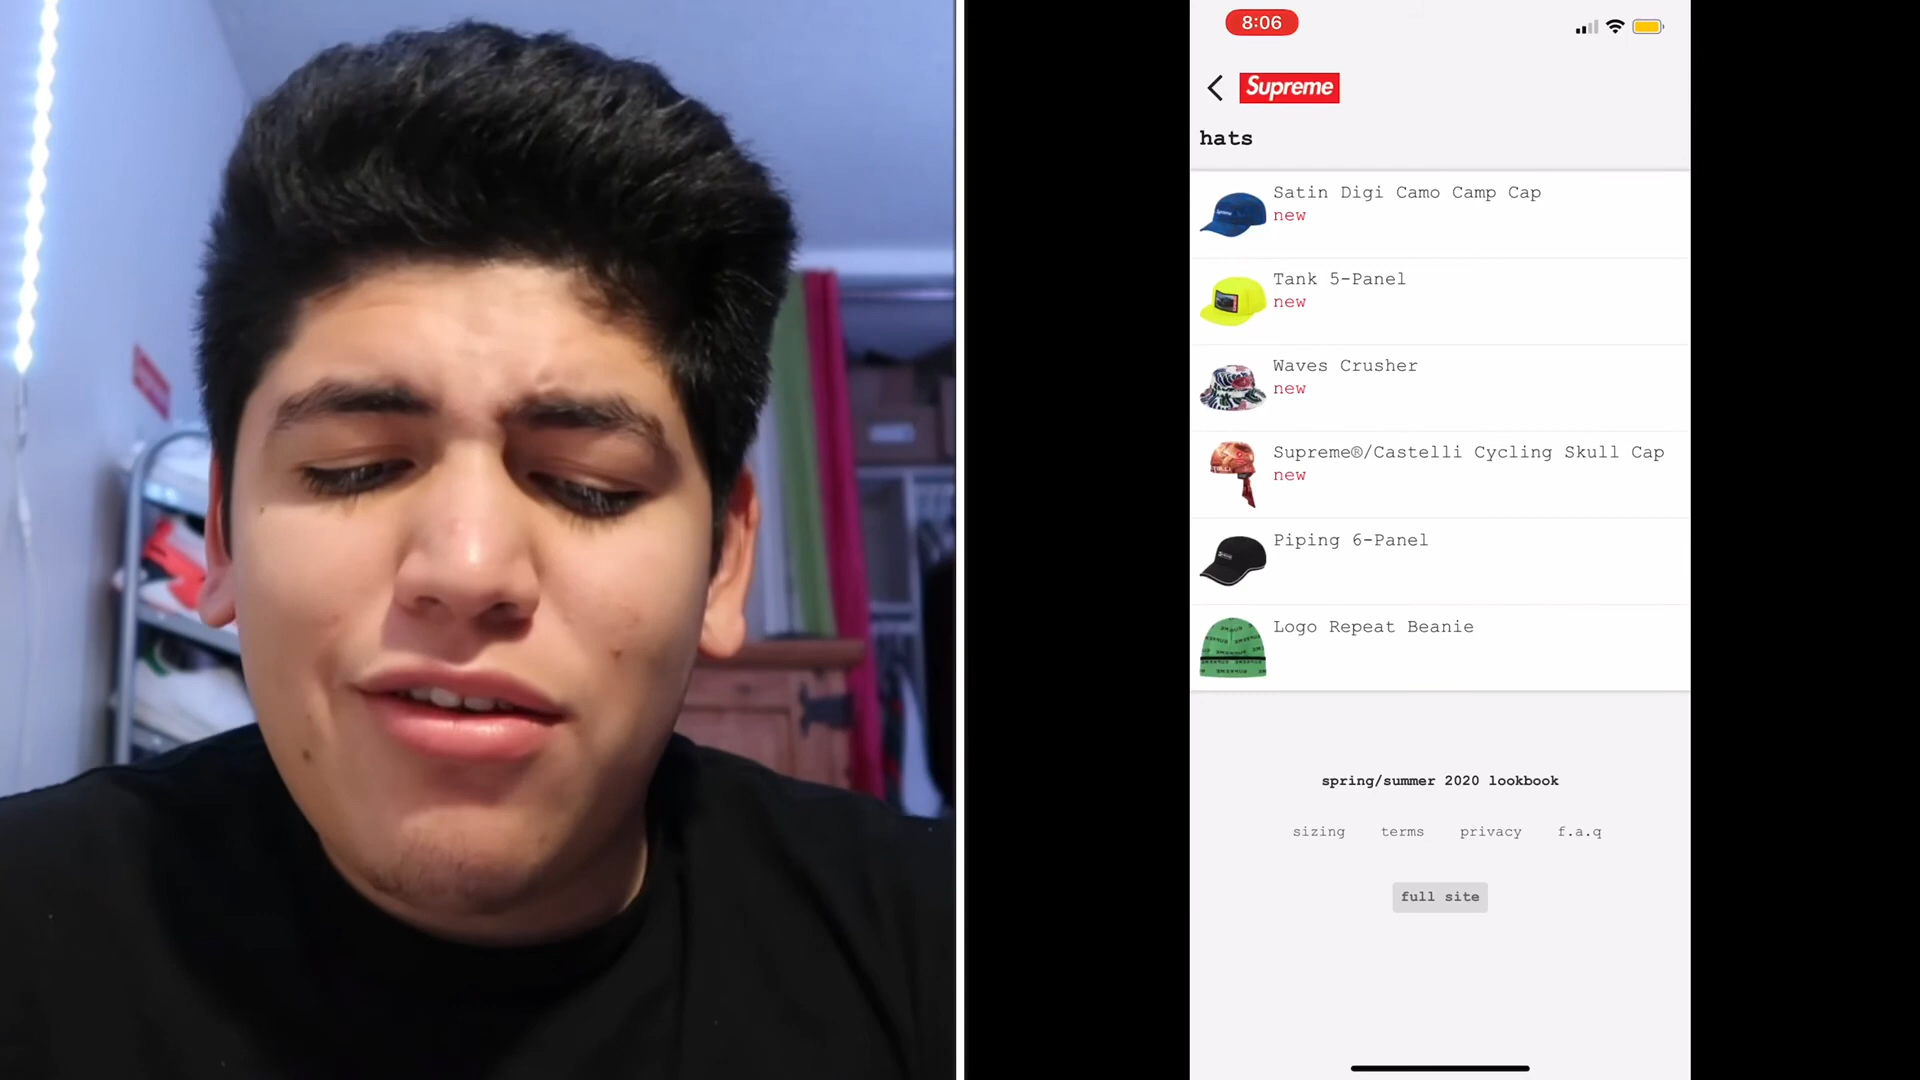 8:06
Supreme
hats
Satin Digi Camo Camp Cap
new
Tank 5-Panel
new
Waves Crusher
new
Supreme®/Castelli Cycling Skull Cap
new
Piping 6-Panel
Logo Repeat Beanie
spring/summer 2020 lookbook
sizing terms privacy f.a.q
full site